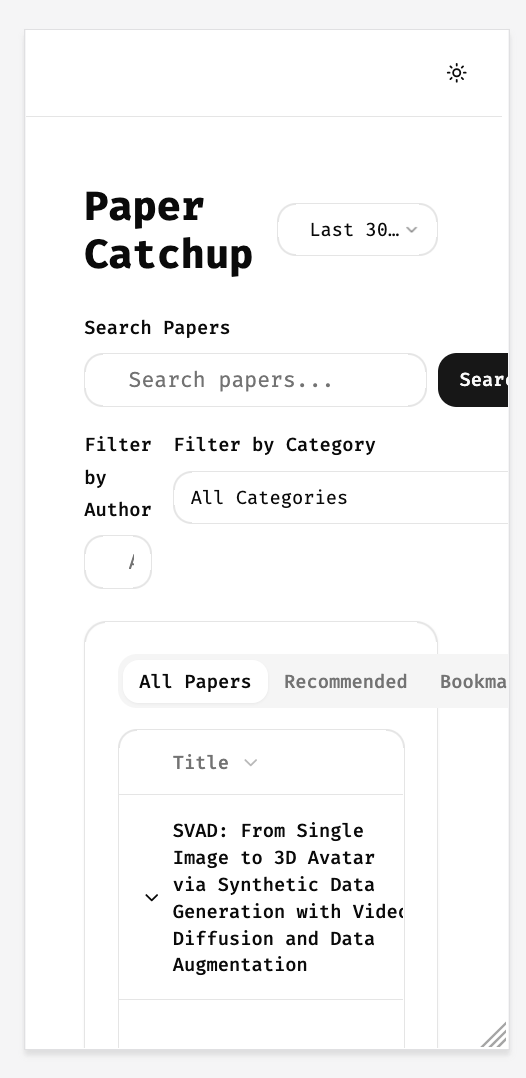 Paper
Catchup
Last 30…
Search Papers
Search papers...
Filter by Author
Filter by Category
All Categories
All Papers
Recommended
Title
SVAD: From Single
Image to 3D Avatar
via Synthetic Data
Generation with Video
Diffusion and Data
Augmentation